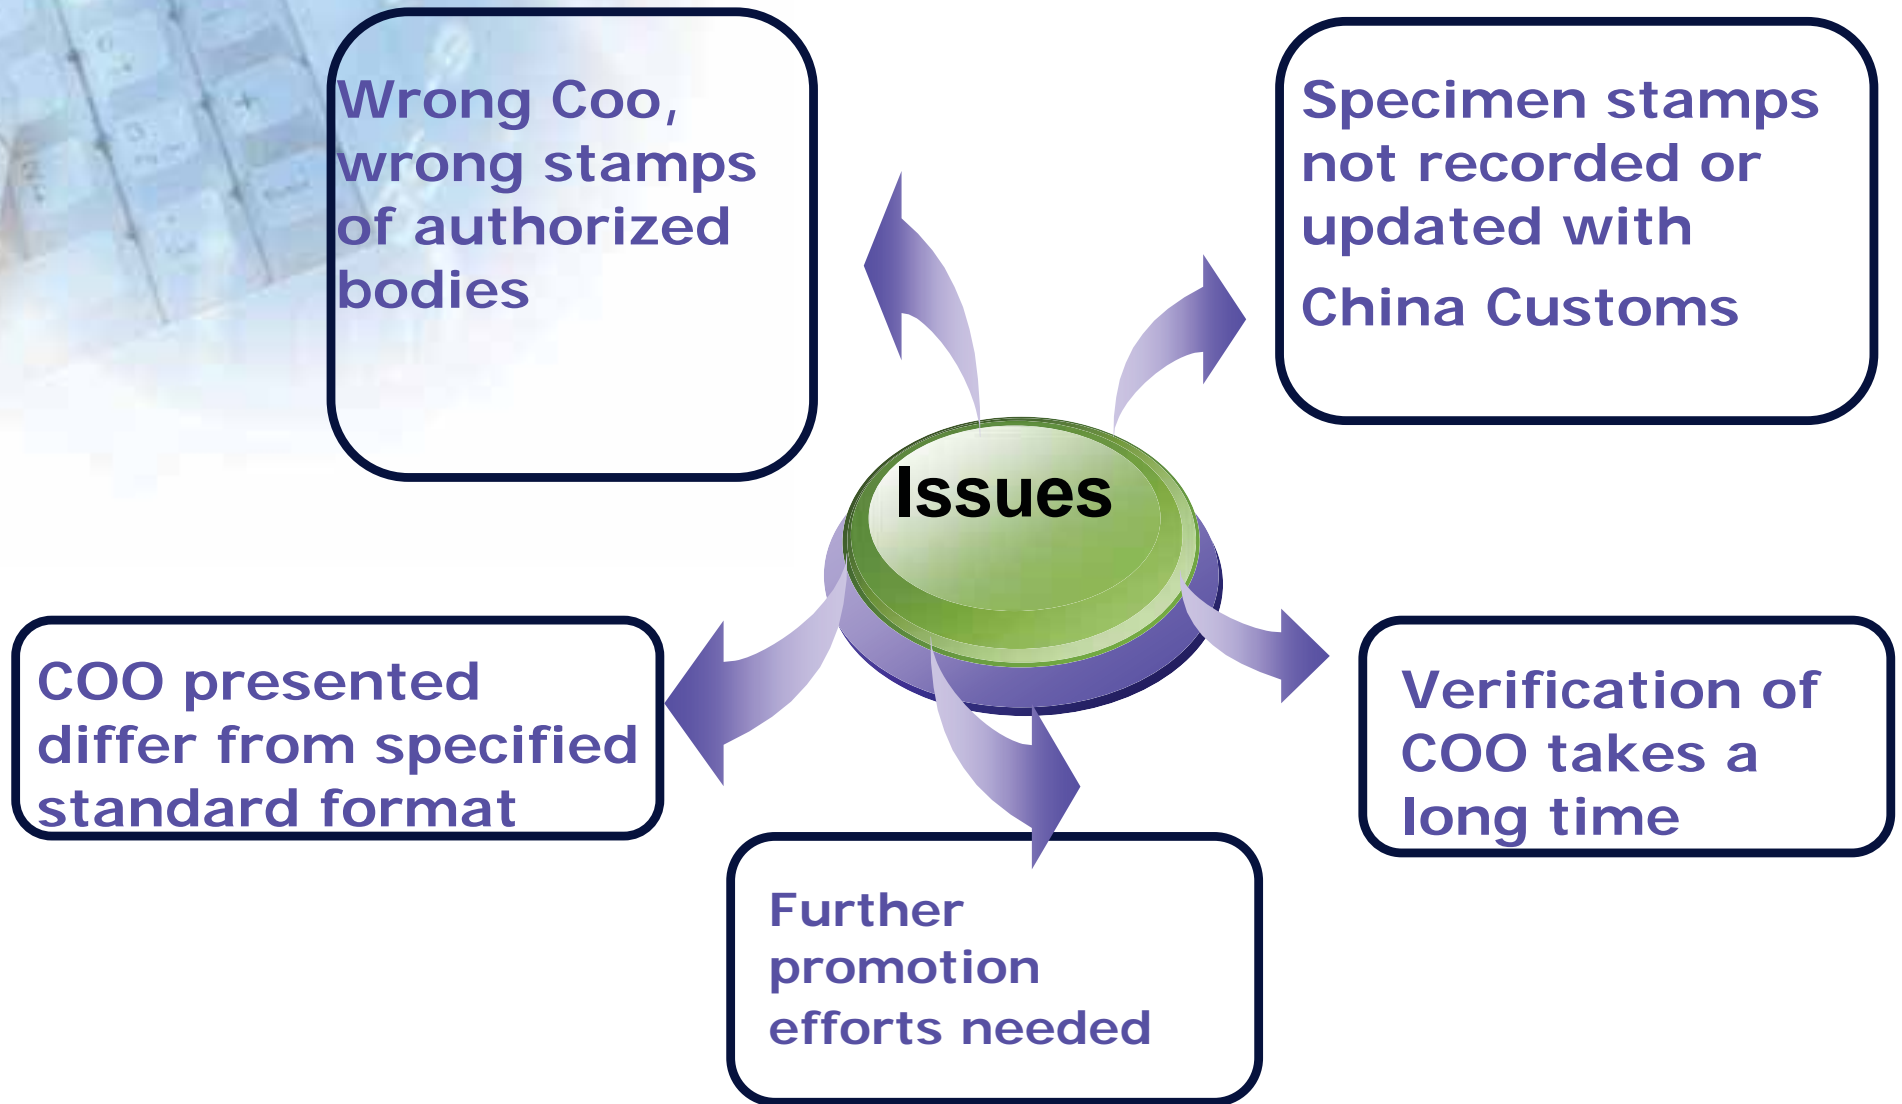 Wrong Coo,
wrong stamps
of authorized
bodies
Specimen stamps
not recorded or
updated with
China Customs
Issues
COO presented
differ from specified
standard format
Verification of
COO takes a
long time
Further
promotion
efforts needed